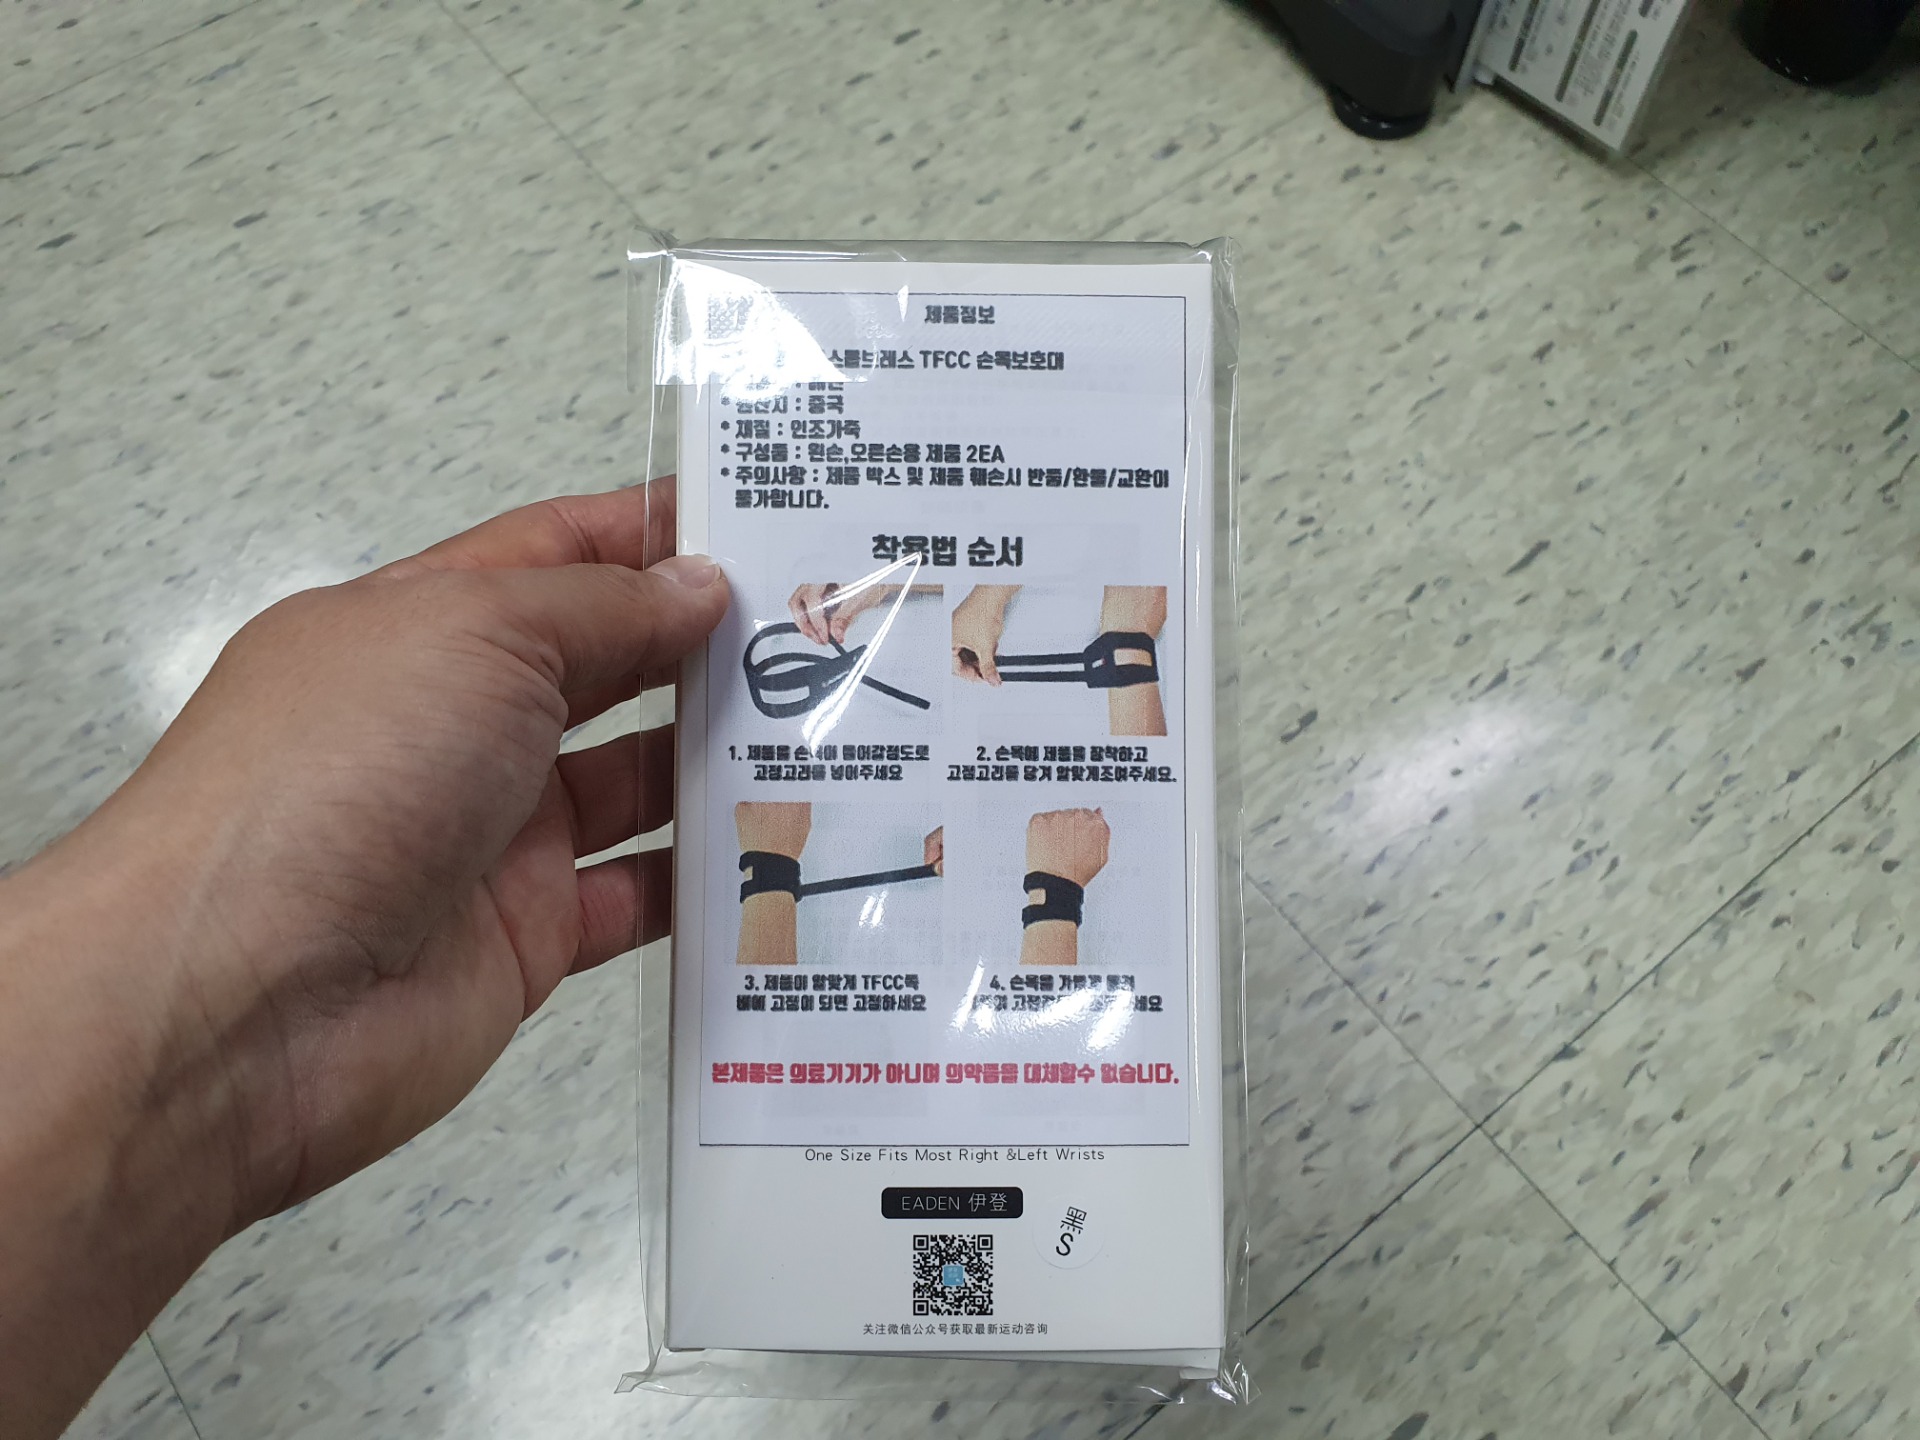 제품정보
스톰브레스 TFCC 손목보호대
* 원산지 : 중국
* 재질 : 인조가죽
* 구성품 : 왼손,오른손용 제품 2EA
* 주의사항 : 제품 박스 및 제품 훼손시 반품/환불/교환이
불가합니다.
착용법 순서
1. 제품을 손목이 들어갈정도로
고정고리를 넣어주세요
2. 손목에 제품을 장착하고
고정고리를 당겨 알맞게조여주세요.
3. 제품이 알맞게 TFCC쪽
뼈에 고정이 되면 고정하세요
4. 손목을
고정
본제품은 의료기기가 아니며 의약품을 대체할수 없습니다.
One Size Fits Most Right &Left Wrists
EADEN 伊登
黑
S
关注微信公众号获取最新运动咨询